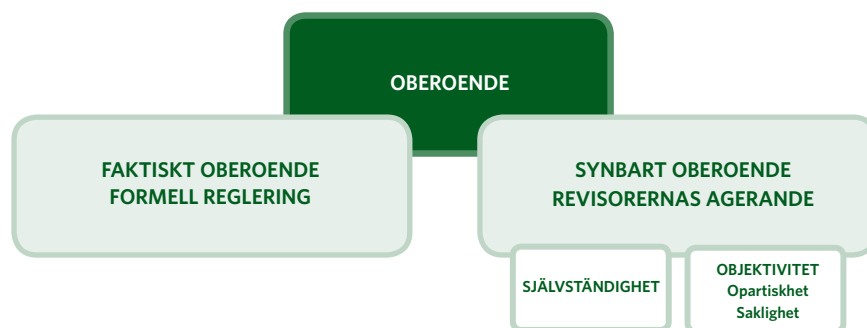 OBEROENDE
FAKTISKT OBEROENDE
FORMELL REGLERING
SYNBART OBEROENDE
REVISORERNAS AGERANDE
SJÄLVSTÄNDIGHET
OBJEKTIVITET
Opartiskhet
Saklighet